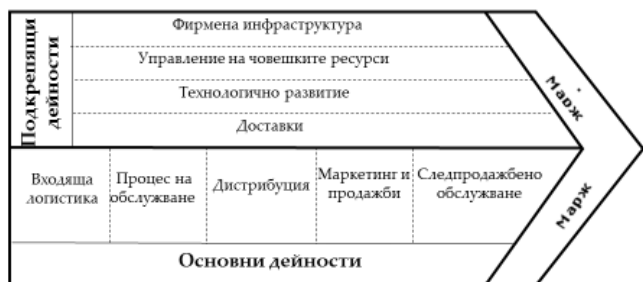 Фирмена инфраструктура
Управление на човешките ресурси
Технологично развитие
Доставки
Подкрепящи
дейности
Марж
Входяща
логистика
Процес на
обслужване
Дистрибуция
Маркетинг и
продажби
Следпродажбено
обслужване
Марж
Основни дейности